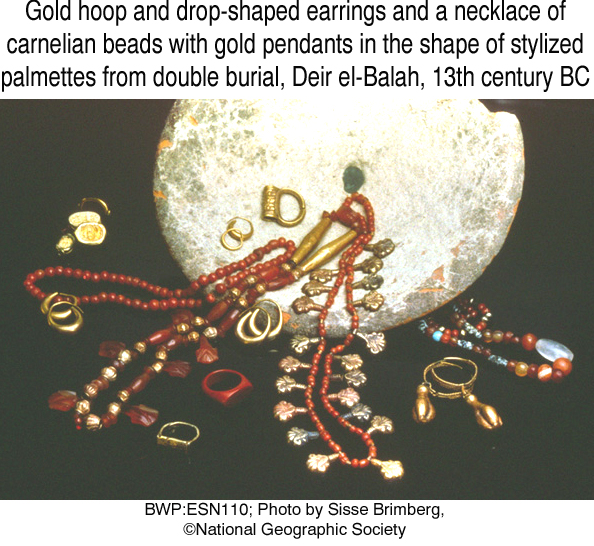 Gold hoop and drop-shaped earrings and a necklace of
carnelian beads with gold pendants in the shape of stylized
palmettes from double burial, Deir el-Balah, 13th century BC
BWP:ESN110; Photo by Sisse Brimberg,
©National Geographic Society